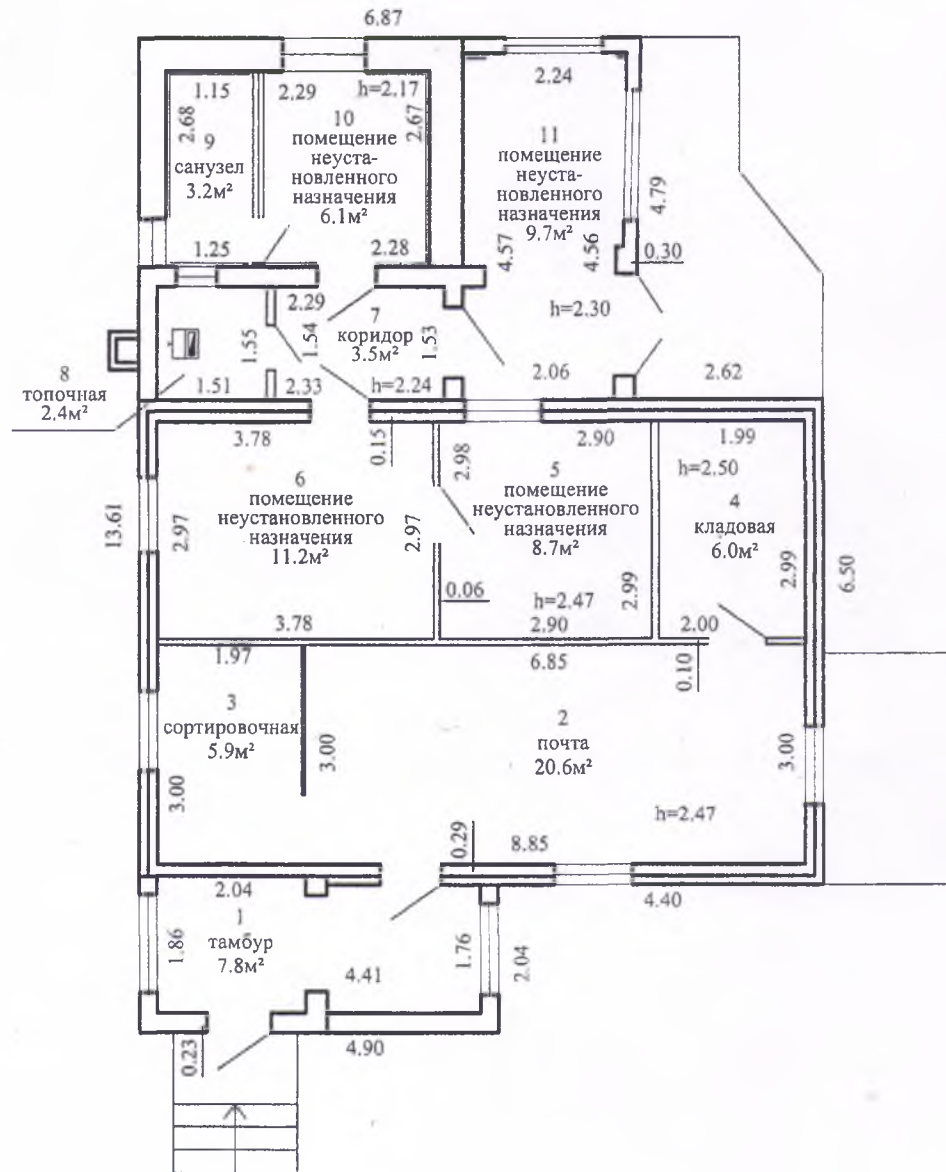 6.87
1.15
2.29
h=2.17
2.24
2.68
2.67
9
санузел
3.2м²
10
помещение
неуста-
новленного
назначения
6.1м²
11
помещение
неуста-
новленного
назначения
9.7м²
4.79
1.25
2.28
4.57
4.56
0.30
2.29
1.55
1.54
7
коридор
3.5м²
1.53
h=2.30
8
топочная
2.4м²
1.51
2.33
h=2.24
2.06
2.62
3.78
0.15
2.98
2.90
1.99
h=2.50
13.61
2.97
6
помещение
неустановленного
назначения
11.2м²
2.97
5
помещение
неустановленного
назначения
8.7м²
4
кладовая
6.0м²
2.99
2.99
6.50
0.06
h=2.47
3.78
2.90
2.00
1.97
6.85
0.10
3
сортировочная
5.9м²
3.00
3.00
2
почта
20.6м²
3.00
h=2.47
0.29
8.85
4.40
2.04
1
тамбур
7.8м²
1.86
4.41
1.76
2.04
0.23
4.90